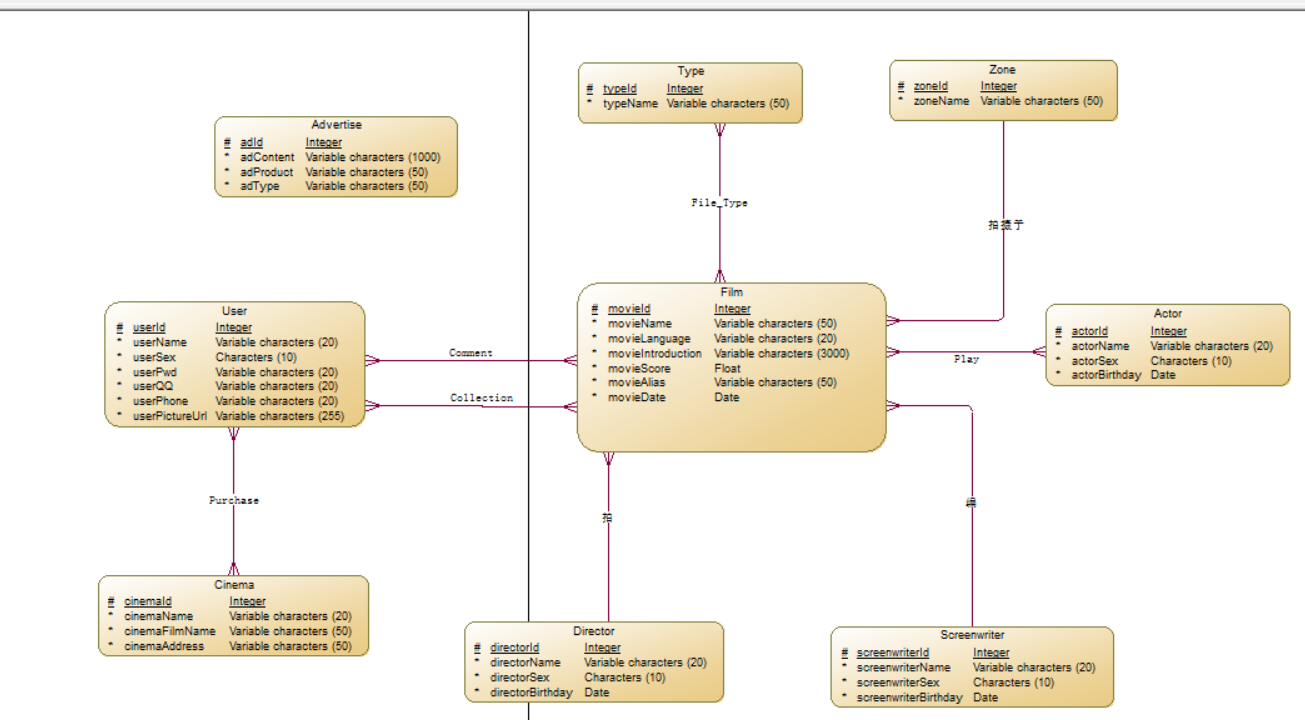 Type
# typeId Integer
* typeName Variable characters (50)
Zone
# zoneId Integer
* zoneName Variable characters (50)
Advertise
# adId Integer
* adContent Variable characters (1000)
* adProduct Variable characters (50)
* adType Variable characters (50)
File_Type
拍摄于
User
# userId Integer
* userName Variable characters (20)
* userSex Characters (10)
* userPwd Variable characters (20)
* userQQ Variable characters (20)
* userPhone Variable characters (20)
* userPictureUrl Variable characters (255)
Comment
Collection
Film
# movieId Integer
* movieName Variable characters (50)
* movieLanguage Variable characters (20)
* movieIntroduction Variable characters (3000)
* movieScore Float
* movieAlias Variable characters (50)
* movieDate Date
Play
Actor
# actorId Integer
* actorName Variable characters (20)
* actorSex Characters (10)
* actorBirthday Date
Purchase
拍
编
Cinema
# cinemaId Integer
* cinemaName Variable characters (20)
* cinemaFilmName Variable characters (50)
* cinemaAddress Variable characters (50)
Director
# directorId Integer
* directorName Variable characters (20)
* directorSex Characters (10)
* directorBirthday Date
Screenwriter
# screenwriterId Integer
* screenwriterName Variable characters (20)
* screenwriterSex Characters (10)
* screenwriterBirthday Date